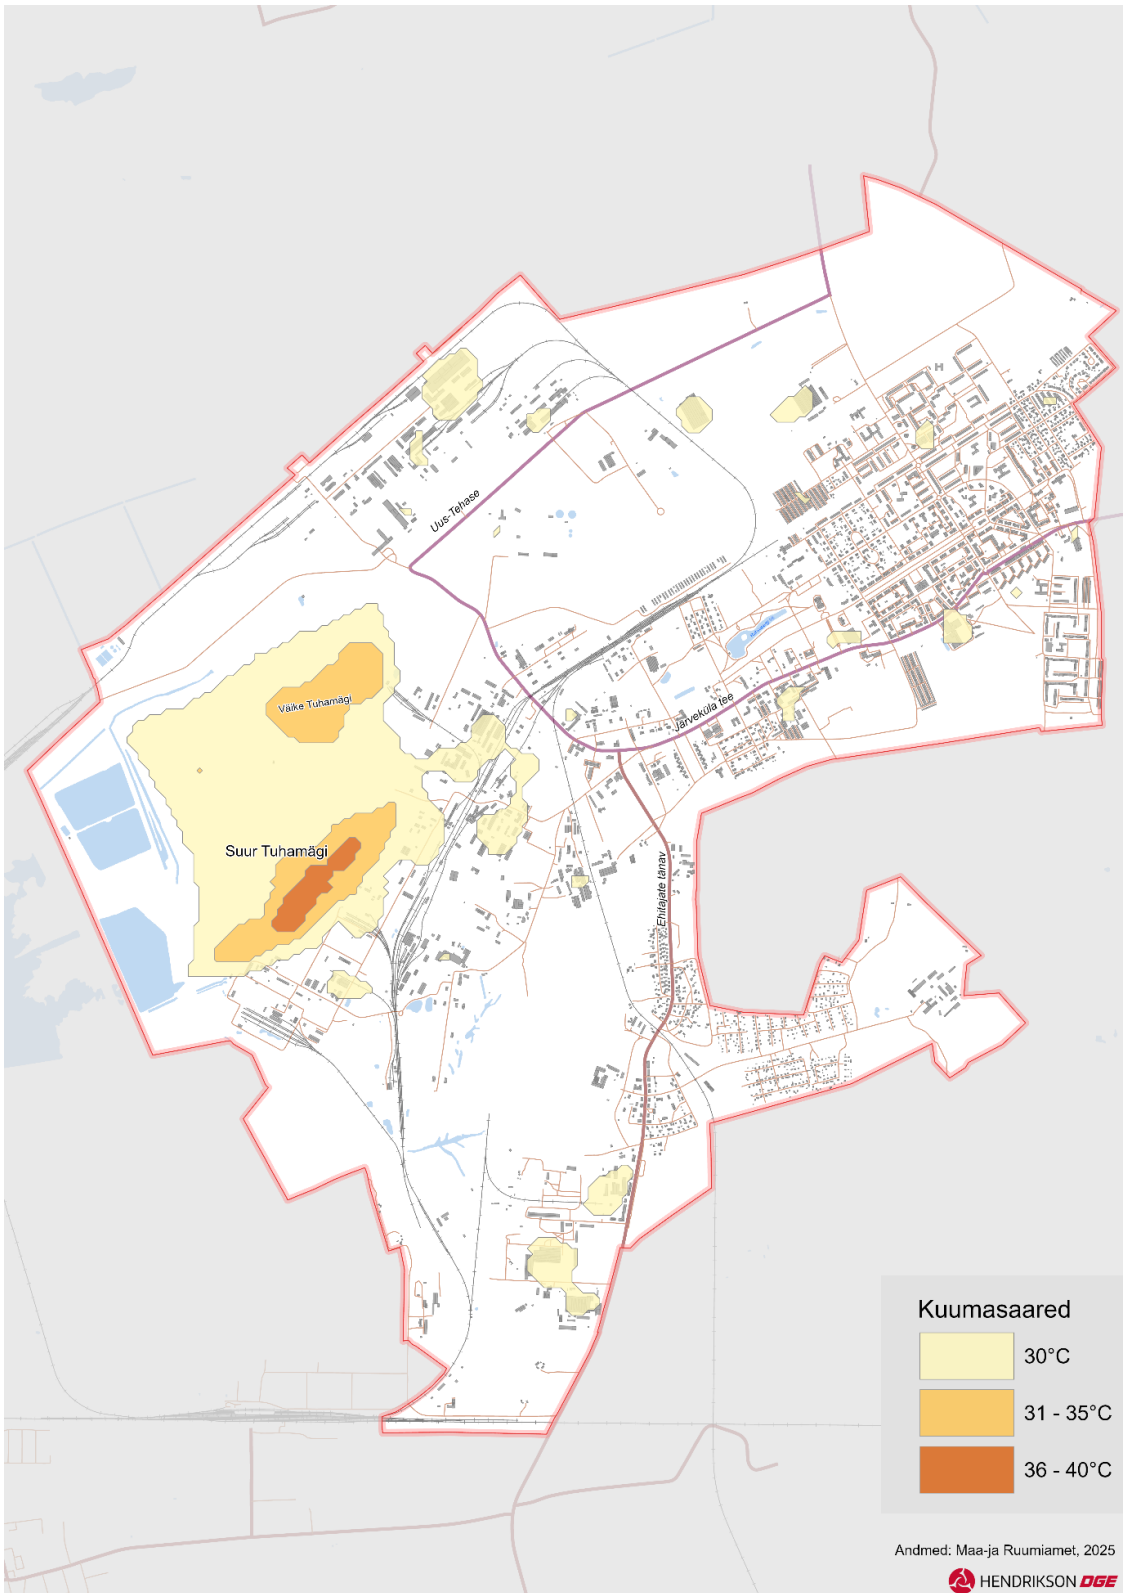 Uus-Tehase
Väike Tuhamägi
Järveküla tee
Suur Tuhamägi
Ehitajate tänav
Kuumasaared
30°C
31 - 35°C
36 - 40°C
Andmed: Maa-ja Ruumiamet, 2025
HENDRIKSON DGE